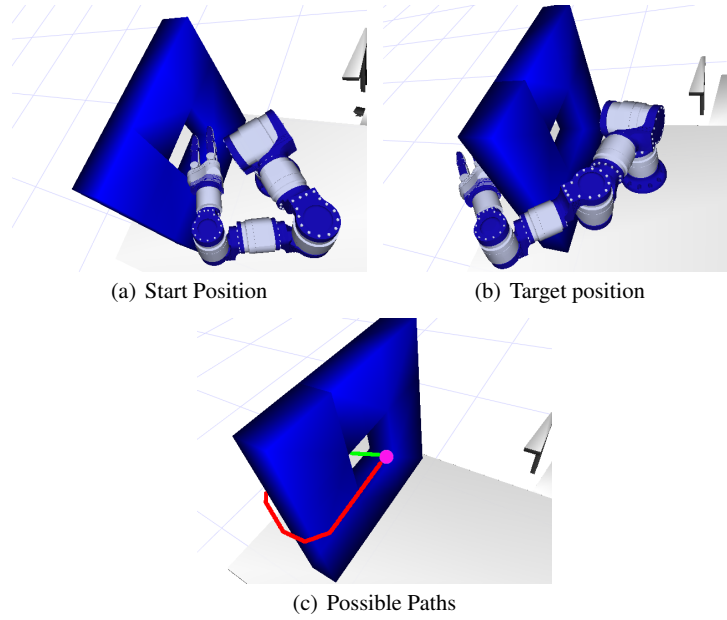 (a) Start Position
(b) Target position
(c) Possible Paths